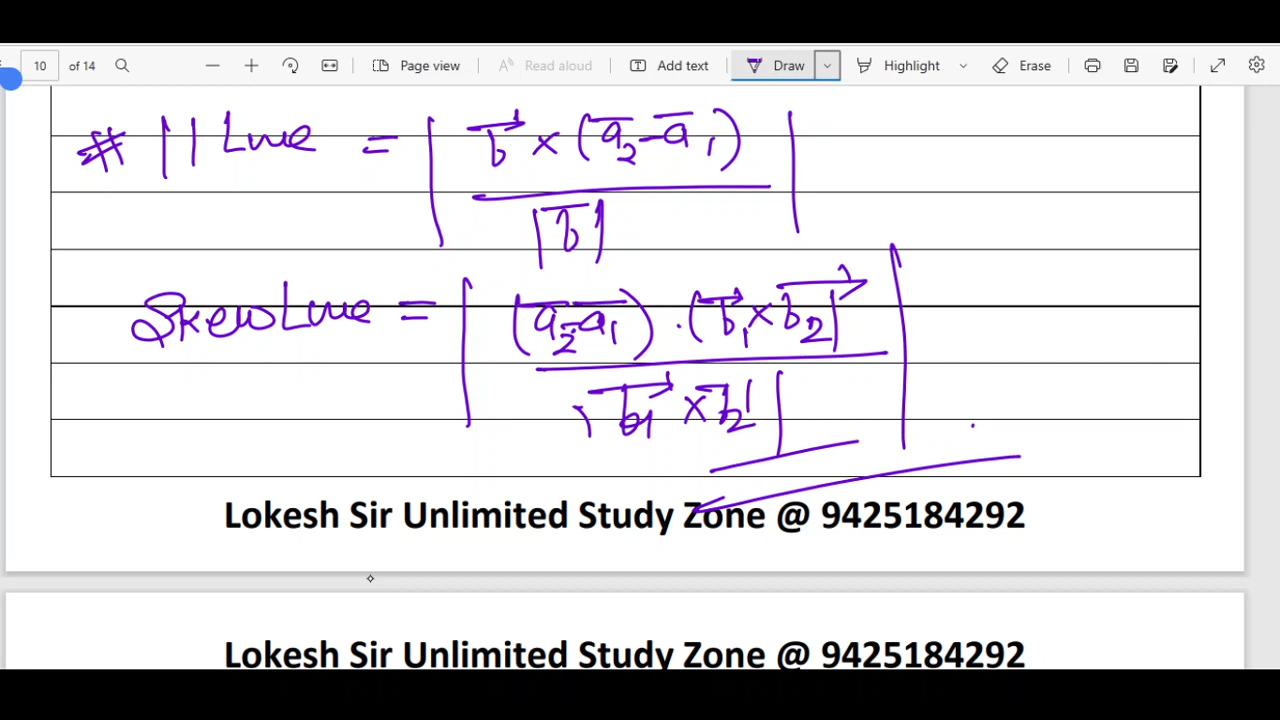 10 of 14 Page view Read aloud Add text Draw Highlight Erase
# || Line = | b⃗ × (a̅₂ - a̅₁) / |b⃗| |
Skew Line = | (a̅₂ - a̅₁) · (b⃗₁ × b⃗₂) / |b⃗₁ × b⃗₂| |
Lokesh Sir Unlimited Study Zone @ 9425184292
Lokesh Sir Unlimited Study Zone @ 9425184292